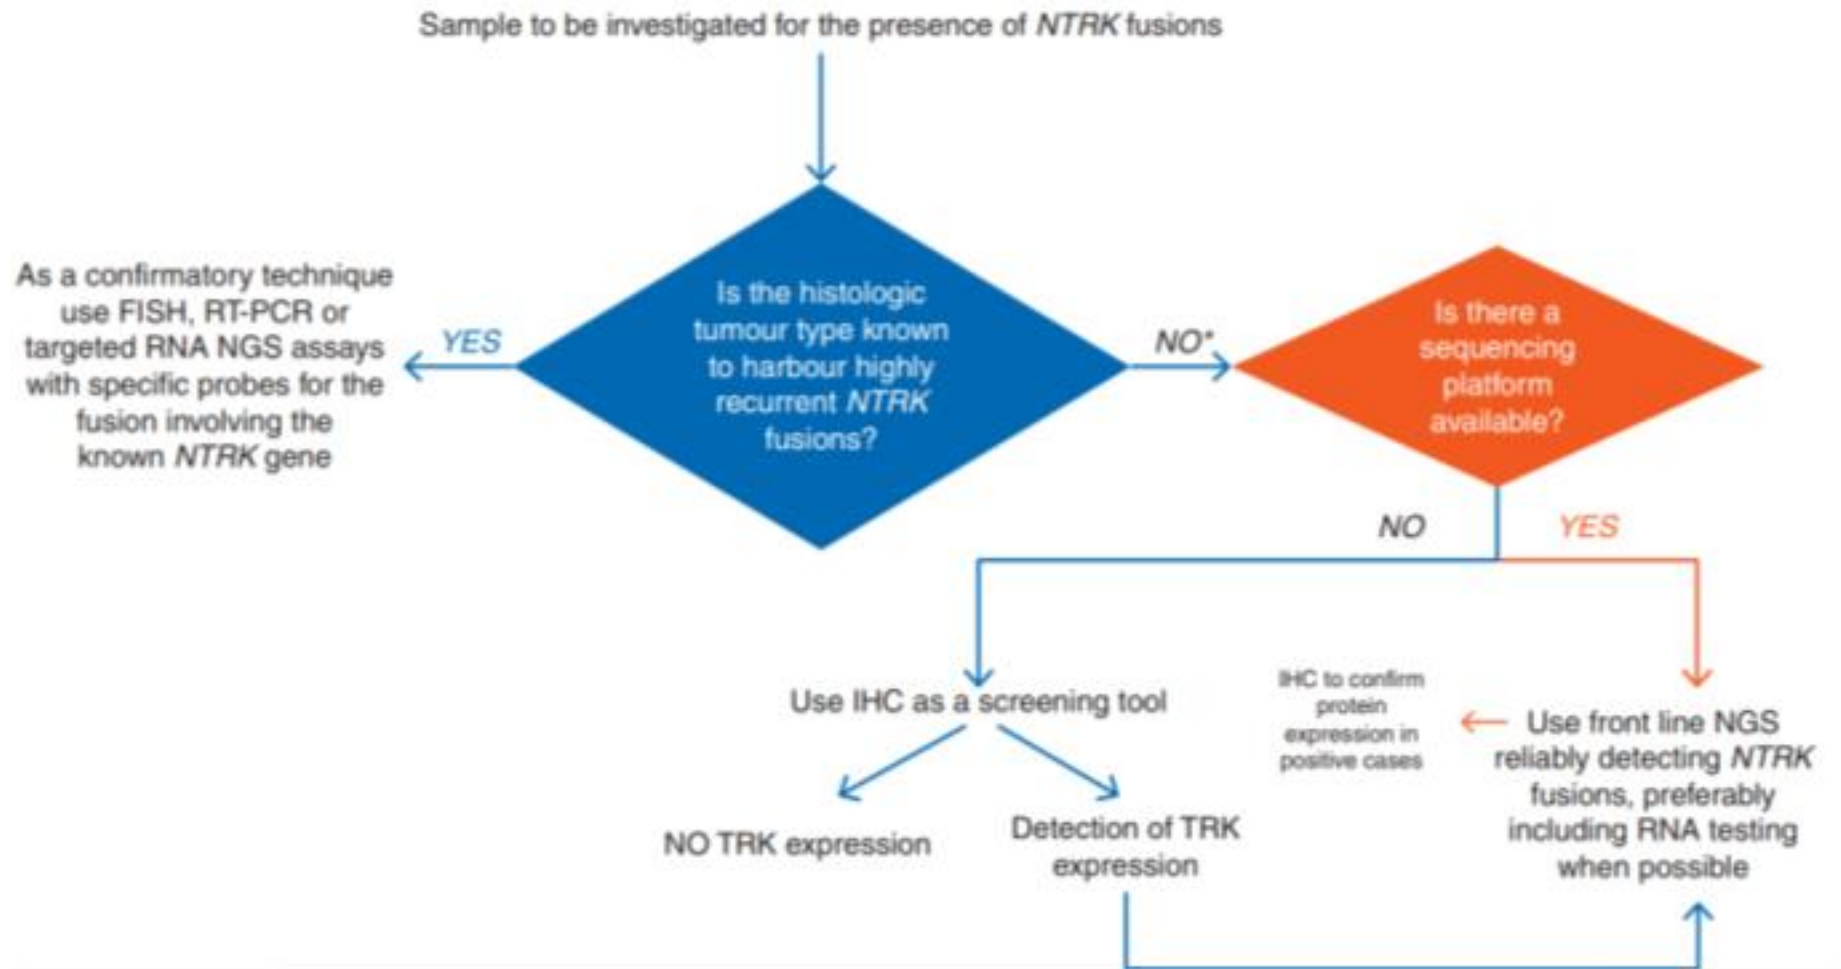 Sample to be investigated for the presence of NTRK fusions
As a confirmatory technique
use FISH, RT-PCR or
targeted RNA NGS assays
with specific probes for the
fusion involving the
known NTRK gene
YES
Is the histologic
tumour type known
to harbour highly
recurrent NTRK
fusions?
NO*
Is there a
sequencing
platform
available?
NO
YES
Use IHC as a screening tool
NO TRK expression
Detection of TRK
expression
IHC to confirm
protein
expression in
positive cases
Use front line NGS
reliably detecting NTRK
fusions, preferably
including RNA testing
when possible